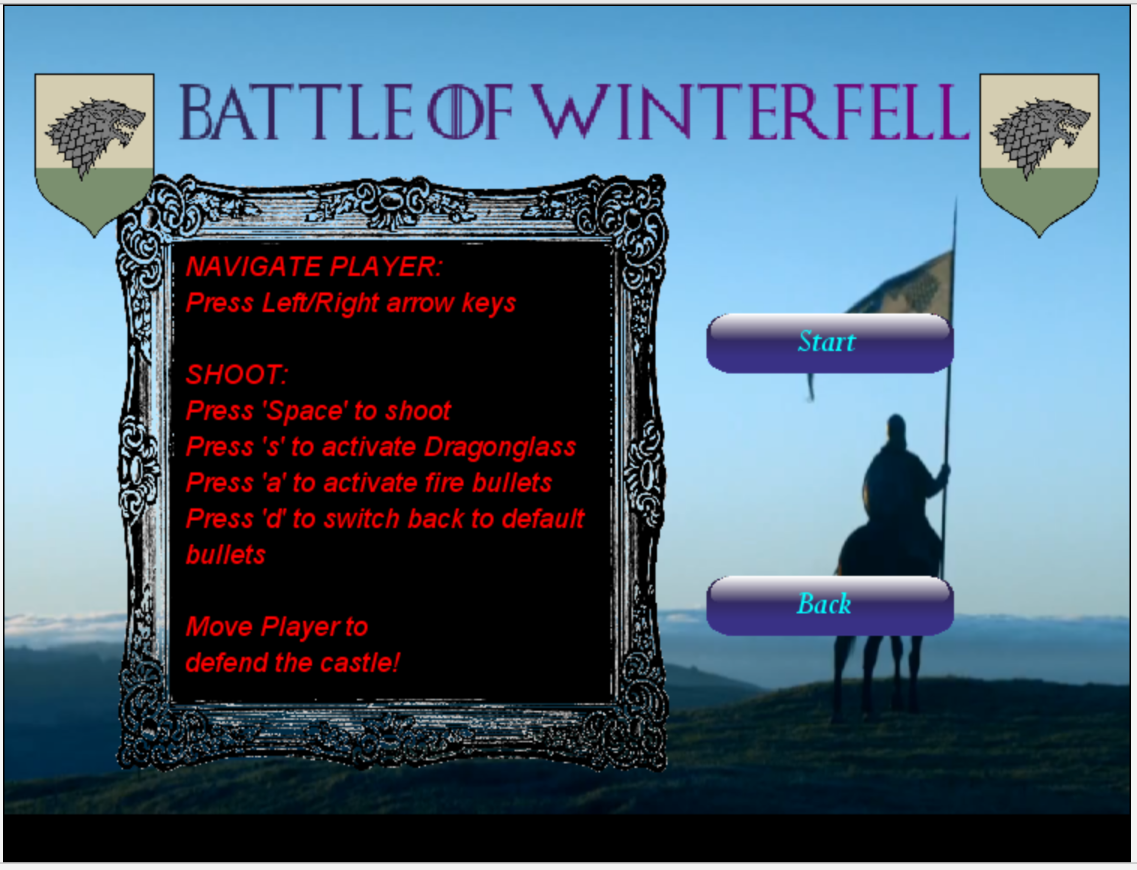 BATTLE OF WINTERFELL
NAVIGATE PLAYER:
Press Left/Right arrow keys
SHOOT:
Press 'Space' to shoot
Press 's' to activate Dragonglass
Press 'a' to activate fire bullets
Press 'd' to switch back to default
bullets
Move Player to
defend the castle!
Start
Back